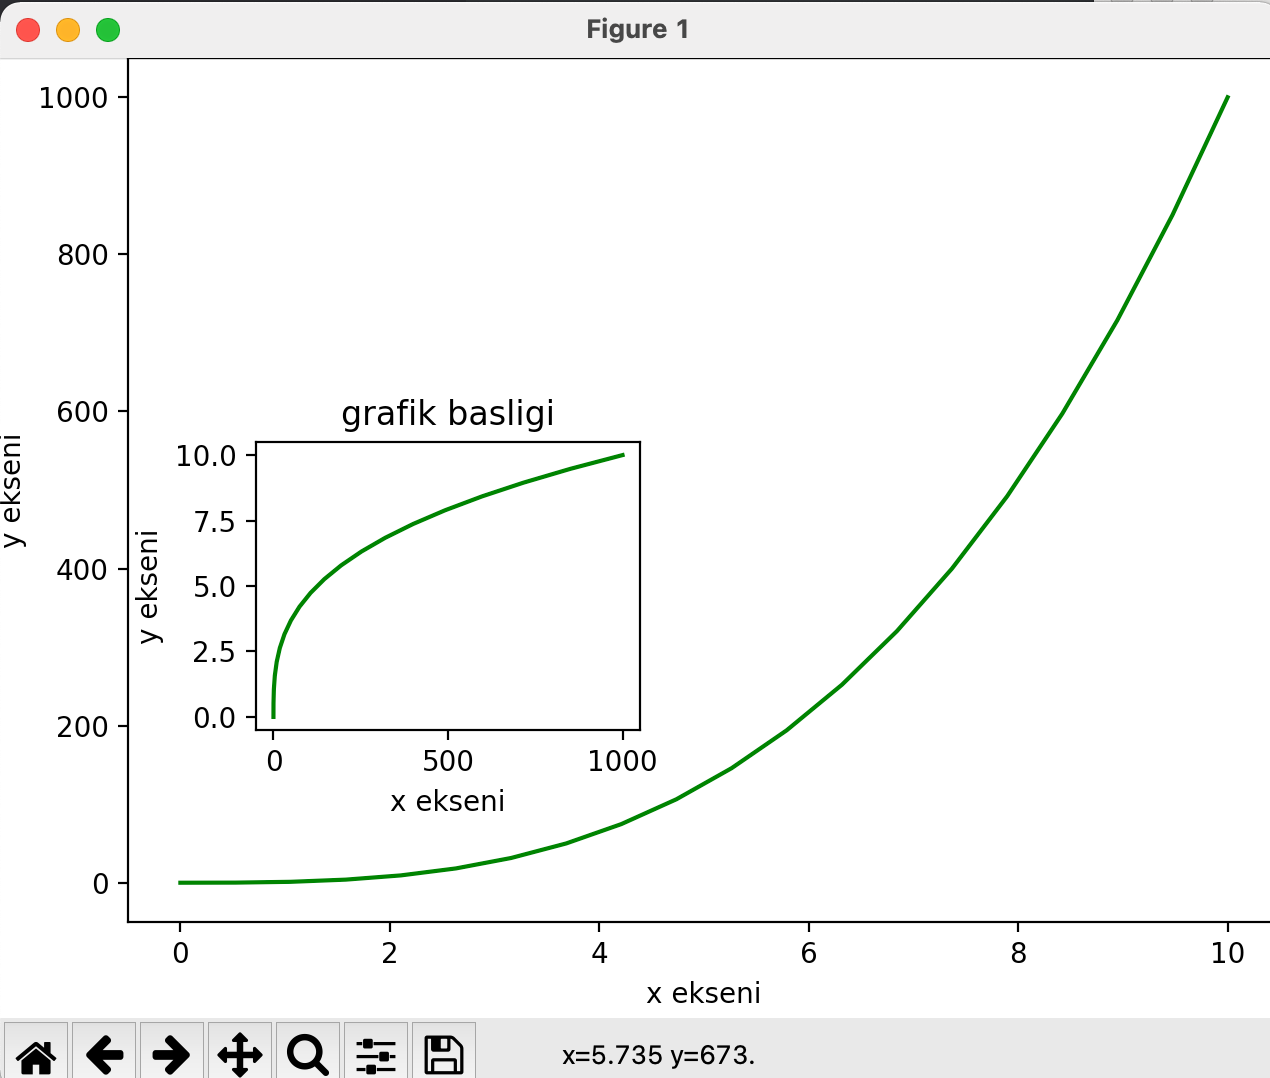 Figure 1
1000
800
600
400
200
0
y ekseni
grafik basligi
10.0
7.5
5.0
2.5
0.0
y ekseni
0 500 1000
x ekseni
0 2 4 6 8 10
x ekseni
x=5.735 y=673.